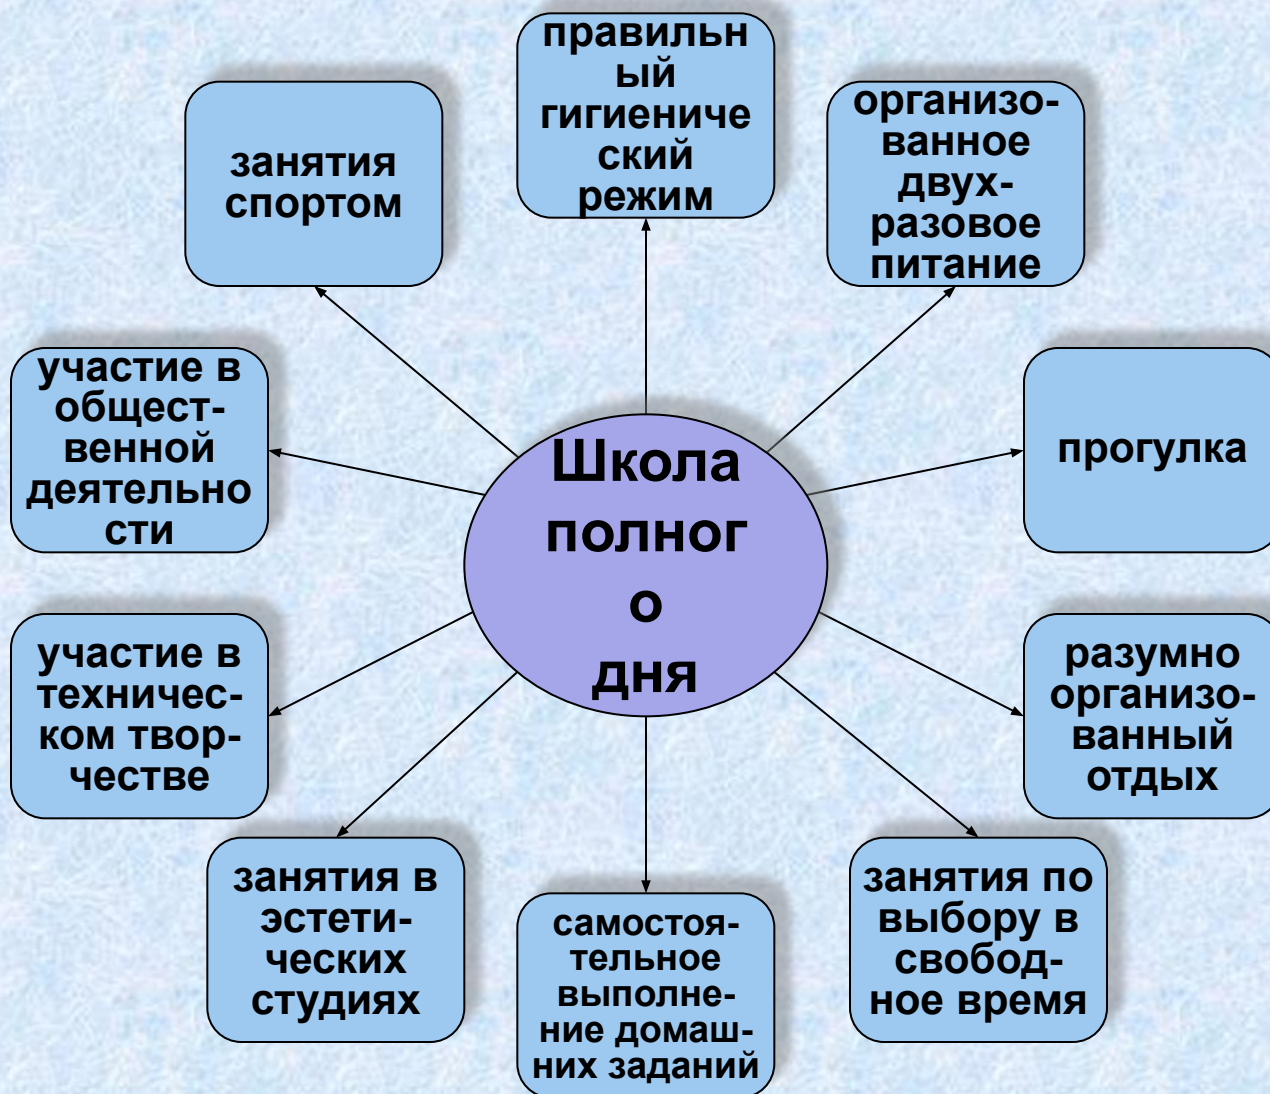 правильн
ый
гигиениче
ский
режим
организо-
ванное
двух-
разовое
питание
занятия
спортом
участие в
общест-
венной
деятельно
сти
прогулка
Школа
полног
о
дня
участие в
техничес-
ком твор-
честве
разумно
организо-
ванный
отдых
занятия в
эстети-
ческих
студиях
самостоя-
тельное
выполне-
ние домаш-
них заданий
занятия по
выбору в
свобод-
ное время